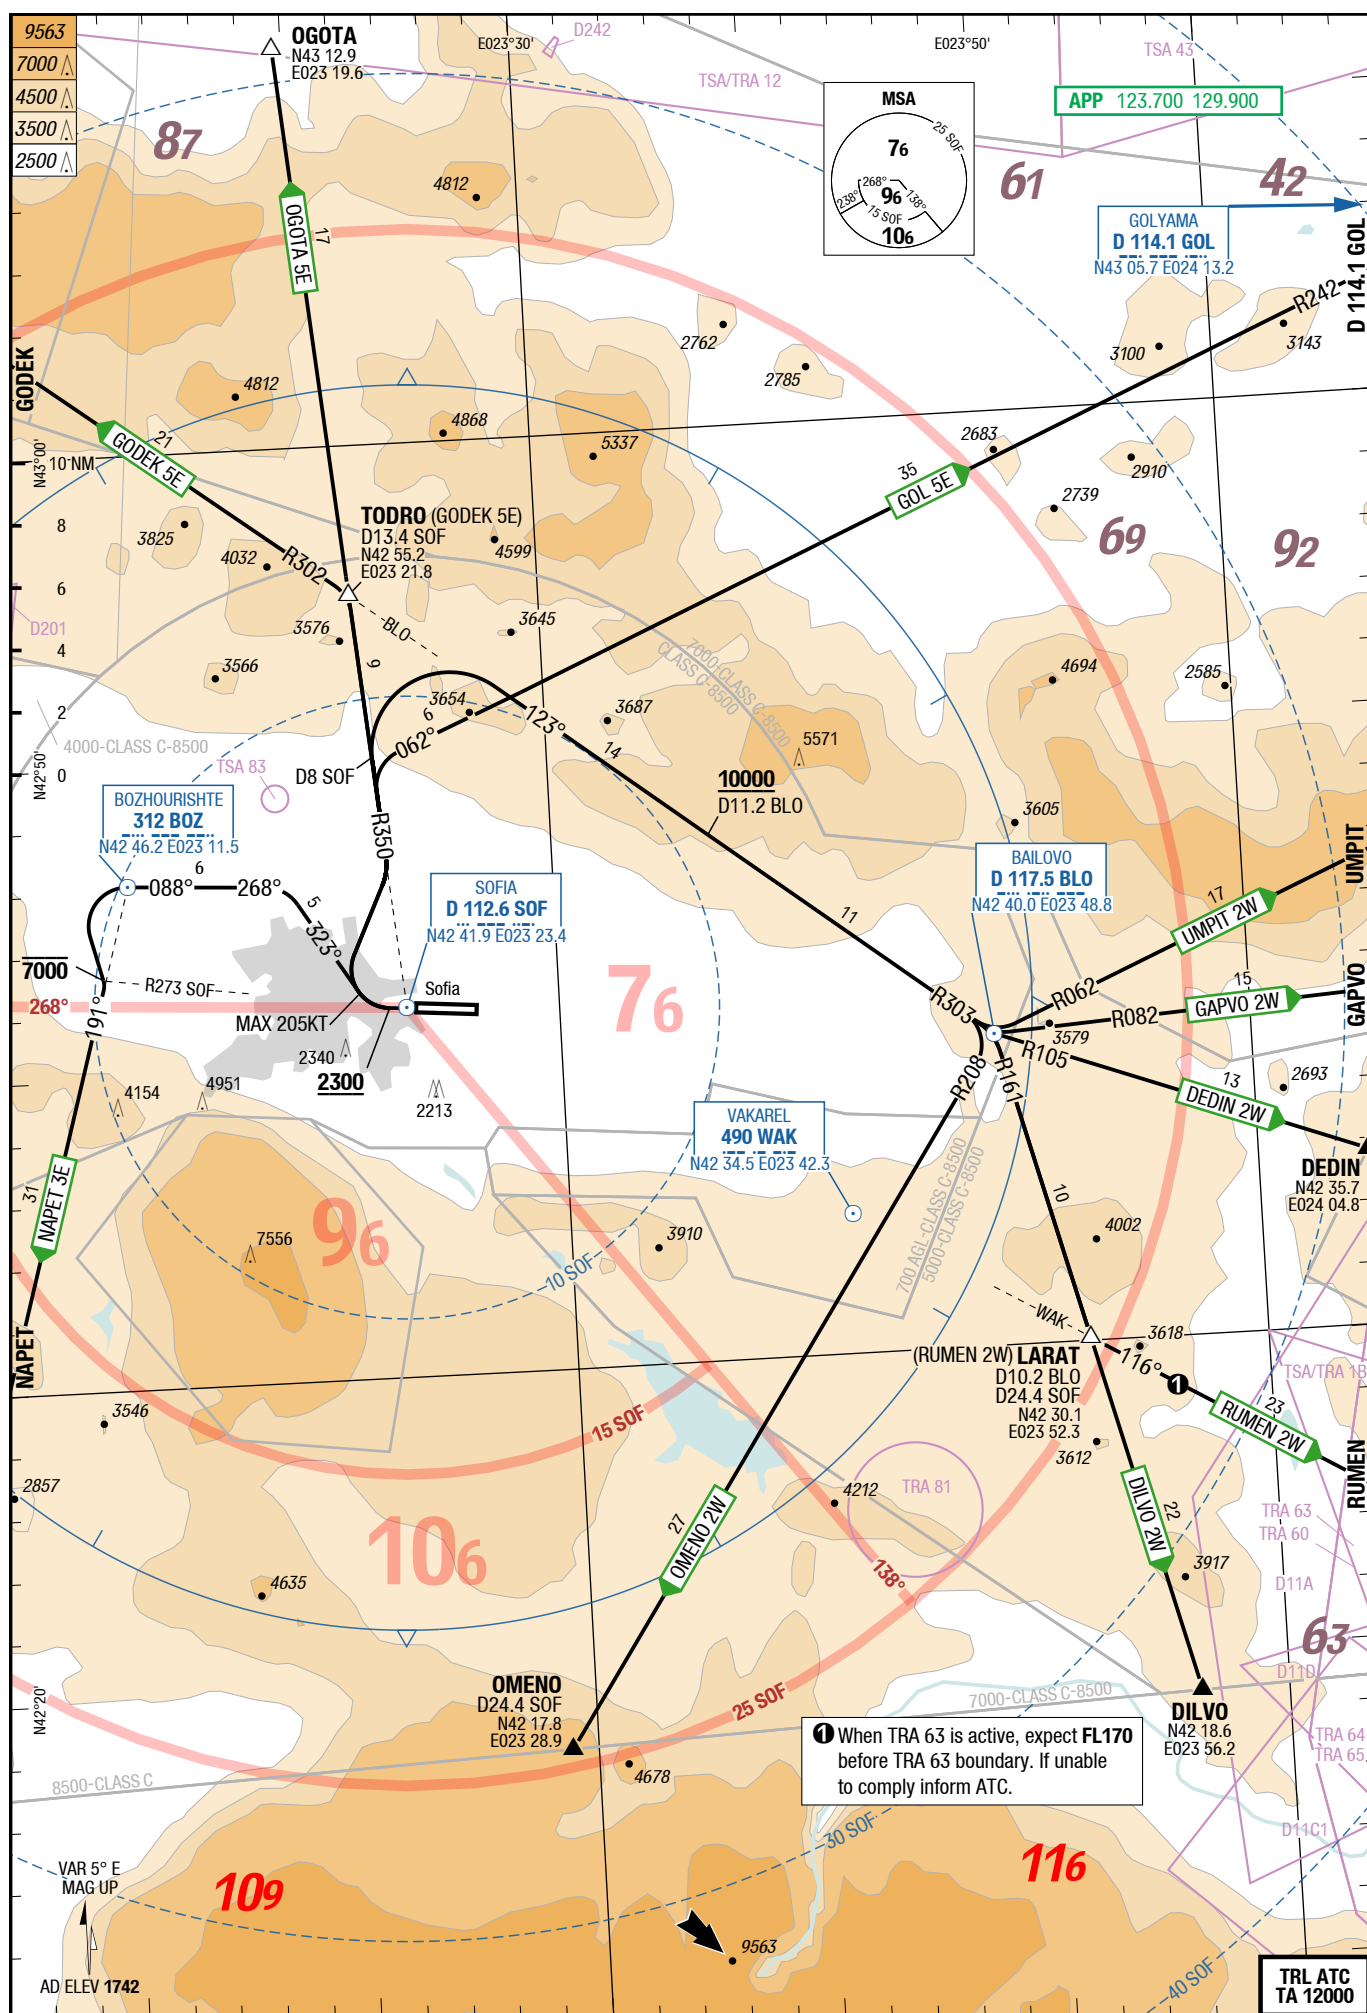 9563
7000
4500
3500
2500
OGOTA
N43 12.9
E023 19.6
E023°30'
D242
TSA/TRA 12
E023°50'
TSA 43
APP 123.700 129.900
MSA
25 SOF
76
268°
238°
138°
96
15 SOF
106
87
61
42
4812
OGOTA 5E
17
GOLYAMA
D 114.1 GOL
N43 05.7 E024 13.2
D 114.1 GOL
R242
2762
2785
3100
3143
GODEK
4812
4868
5337
2683
2910
21
GODEK 5E
N43°00'
10 NM
8
6
4
2
0
35
GOL 5E
2739
69
92
3825
4032
R302
TODRO (GODEK 5E)
D13.4 SOF
N42 55.2
E023 21.8
4599
D201
3576
BLO
3645
3566
9
7000-CLASS C-8500
CLASS C-8500
4694
2585
3654
6
062°
123°
3687
14
5571
4000-CLASS C-8500
N42°50'
TSA 83
D8 SOF
10000
D11.2 BLO
3605
BOZHOURISHTE
312 BOZ
N42 46.2 E023 11.5
R350
BAILOVO
D 117.5 BLO
N42 40.0 E023 48.8
UMPIT
6
088°
268°
5
323°
SOFIA
D 112.6 SOF
N42 41.9 E023 23.4
17
UMPIT 2W
11
7000
R273 SOF
268°
191°
Sofia
MAX 205KT
76
R303
R062
15
GAPVO 2W
GAPVO
R082
3579
R105
2340
2300
2213
R208
R161
13
DEDIN 2W
2693
4154
4951
VAKAREL
490 WAK
N42 34.5 E023 42.3
DEDIN
N42 35.7
E024 04.8
31
NAPET 3E
96
7556
3910
10 SOF
700 AGL-CLASS C-8500
5000-CLASS C-8500
10
4002
WAK
3618
NAPET
(RUMEN 2W) LARAT
D10.2 BLO
D24.4 SOF
N42 30.1
E023 52.3
116°
1
TSA/TRA 1B
23
RUMEN 2W
RUMEN
3546
15 SOF
3612
2857
4212
TRA 81
27
OMENO 2W
DILVO 2W
22
TRA 63
TRA 60
106
4635
138°
3917
D11A
63
D11D
OMENO
D24.4 SOF
N42 17.8
E023 28.9
25 SOF
7000-CLASS C-8500
DILVO
N42 18.6
E023 56.2
N42°20'
TRA 64
TRA 65
1 When TRA 63 is active, expect FL170
before TRA 63 boundary. If unable
to comply inform ATC.
8500-CLASS C
4678
D11C1
30 SOF
VAR 5° E
MAG UP
109
116
9563
AD ELEV 1742
40 SOF
TRL ATC
TA 12000